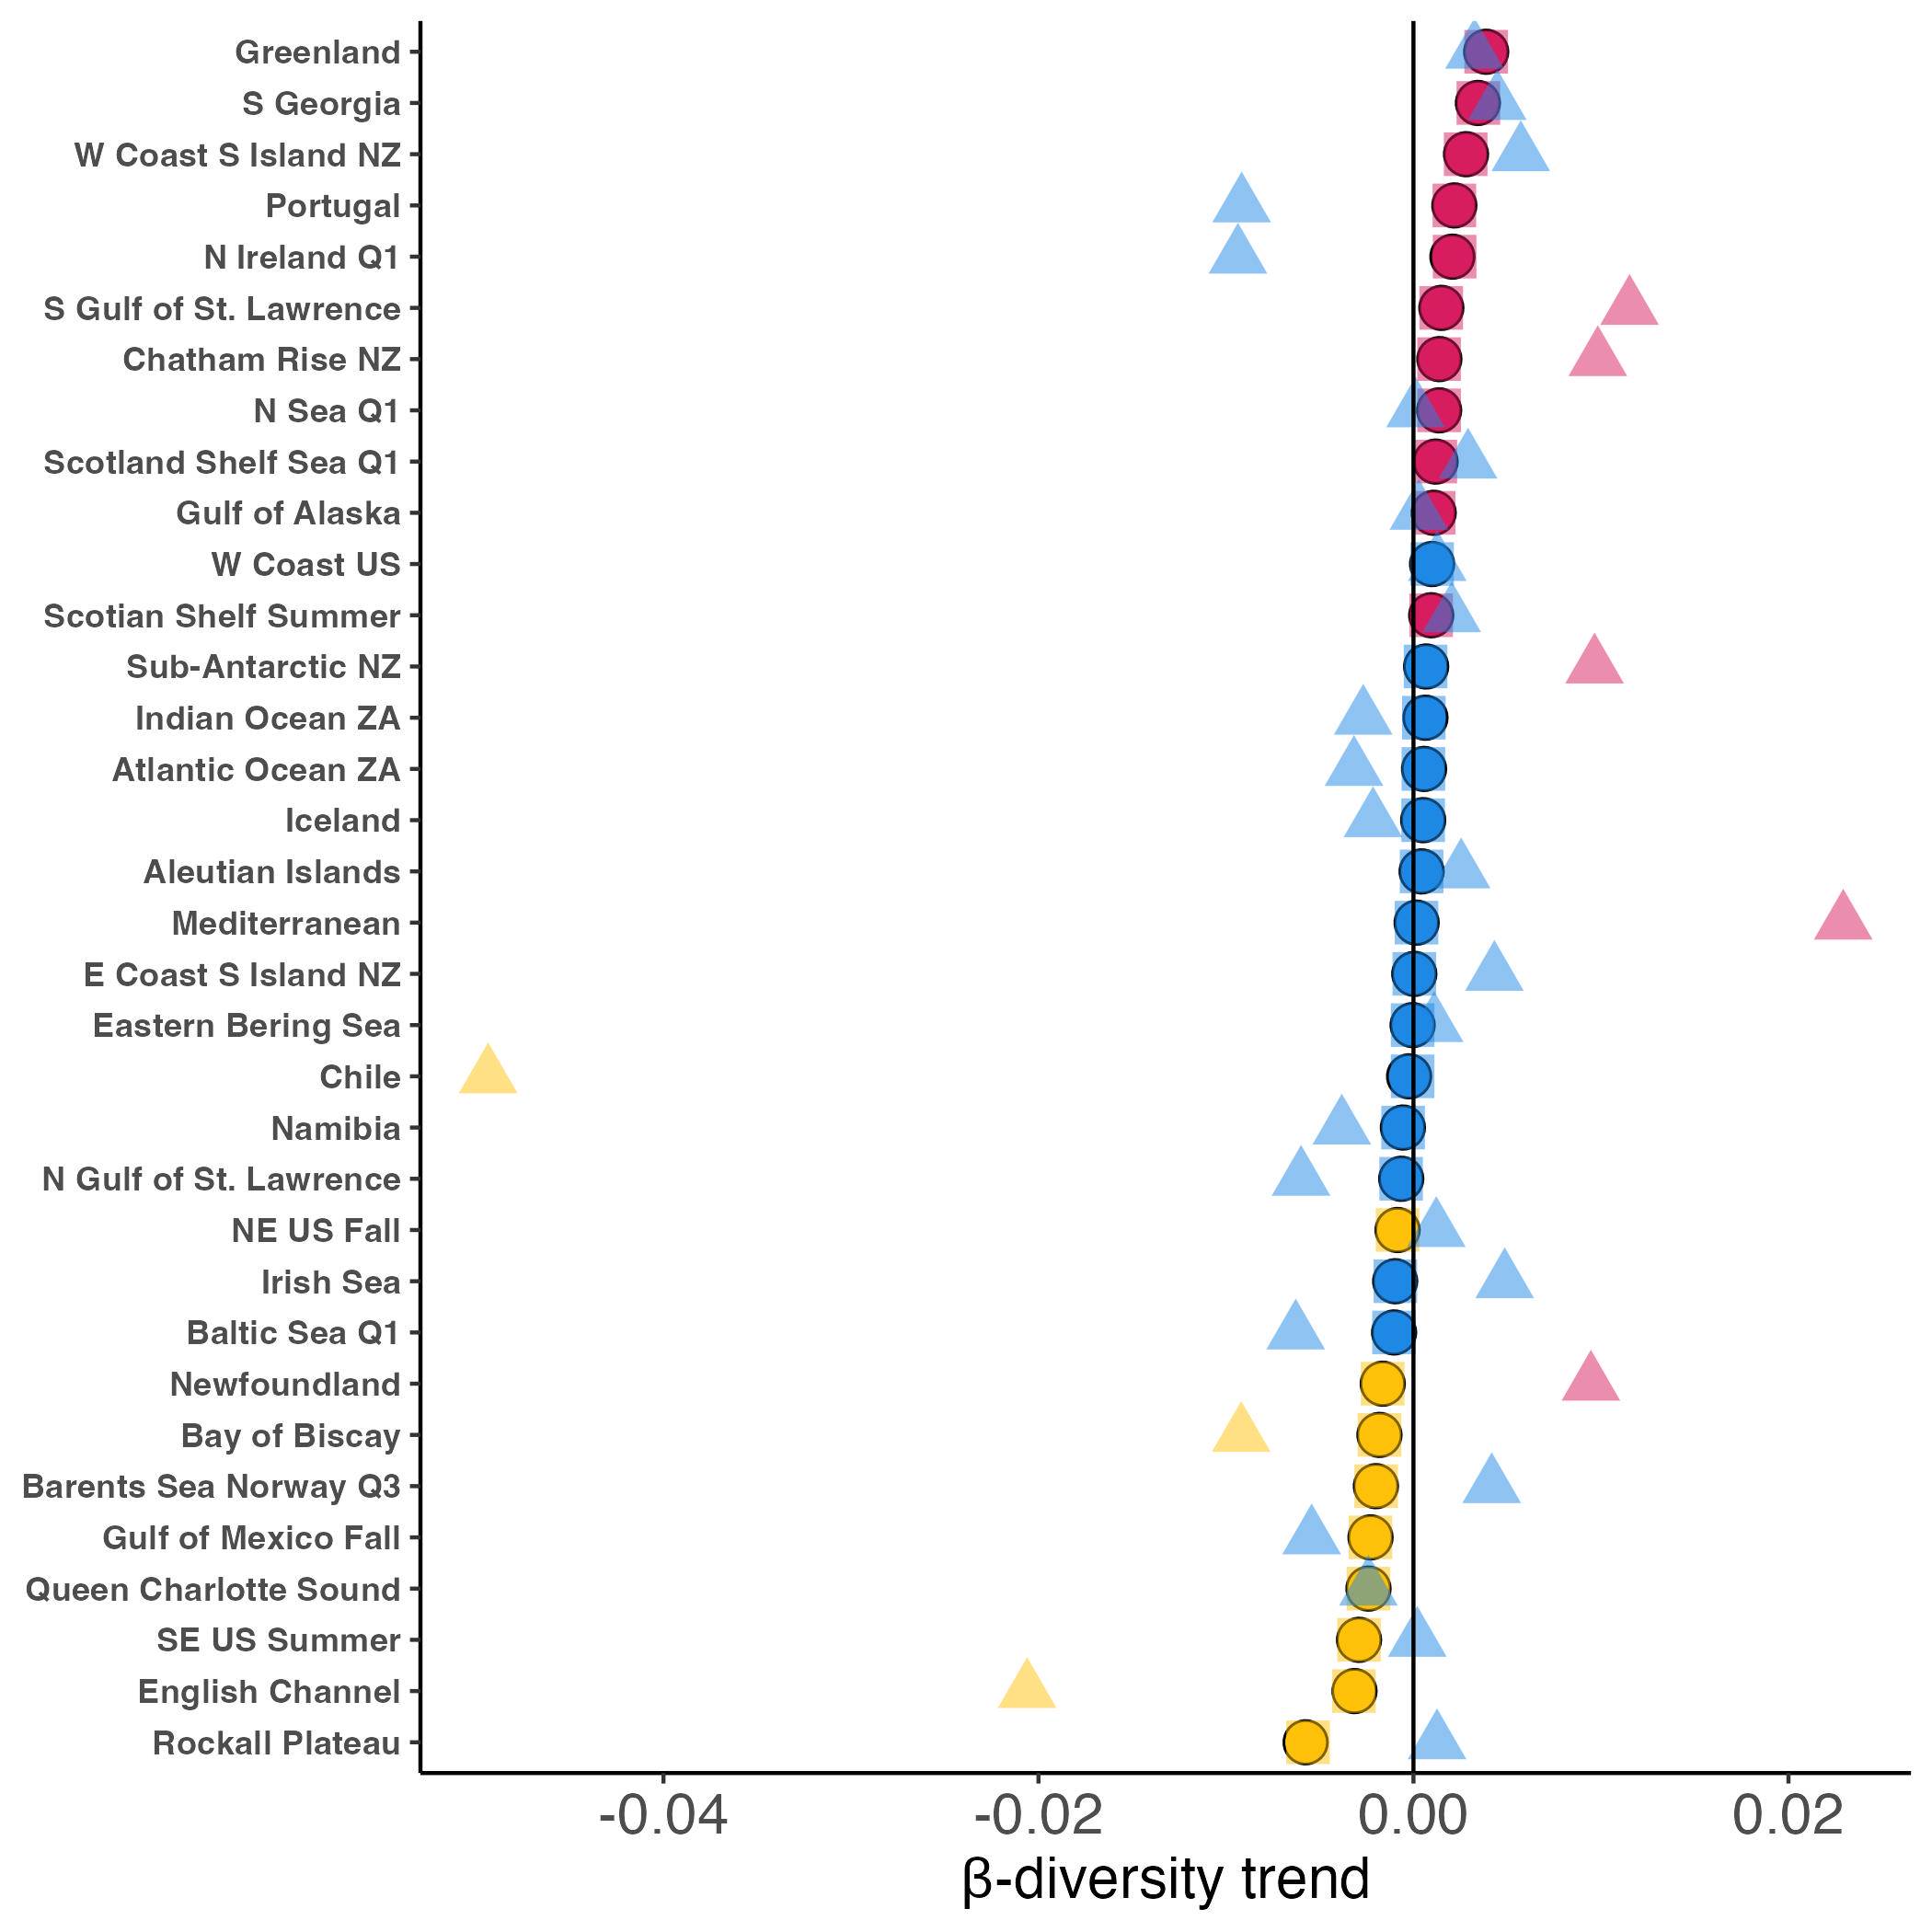 Greenland
S Georgia
W Coast S Island NZ
Portugal
N Ireland Q1
S Gulf of St. Lawrence
Chatham Rise NZ
N Sea Q1
Scotland Shelf Sea Q1
Gulf of Alaska
W Coast US
Scotian Shelf Summer
Sub-Antarctic NZ
Indian Ocean ZA
Atlantic Ocean ZA
Iceland
Aleutian Islands
Mediterranean
E Coast S Island NZ
Eastern Bering Sea
Chile
Namibia
N Gulf of St. Lawrence
NE US Fall
Irish Sea
Baltic Sea Q1
Newfoundland
Bay of Biscay
Barents Sea Norway Q3
Gulf of Mexico Fall
Queen Charlotte Sound
SE US Summer
English Channel
Rockall Plateau
-0.04 -0.02 0.00 0.02
β-diversity trend